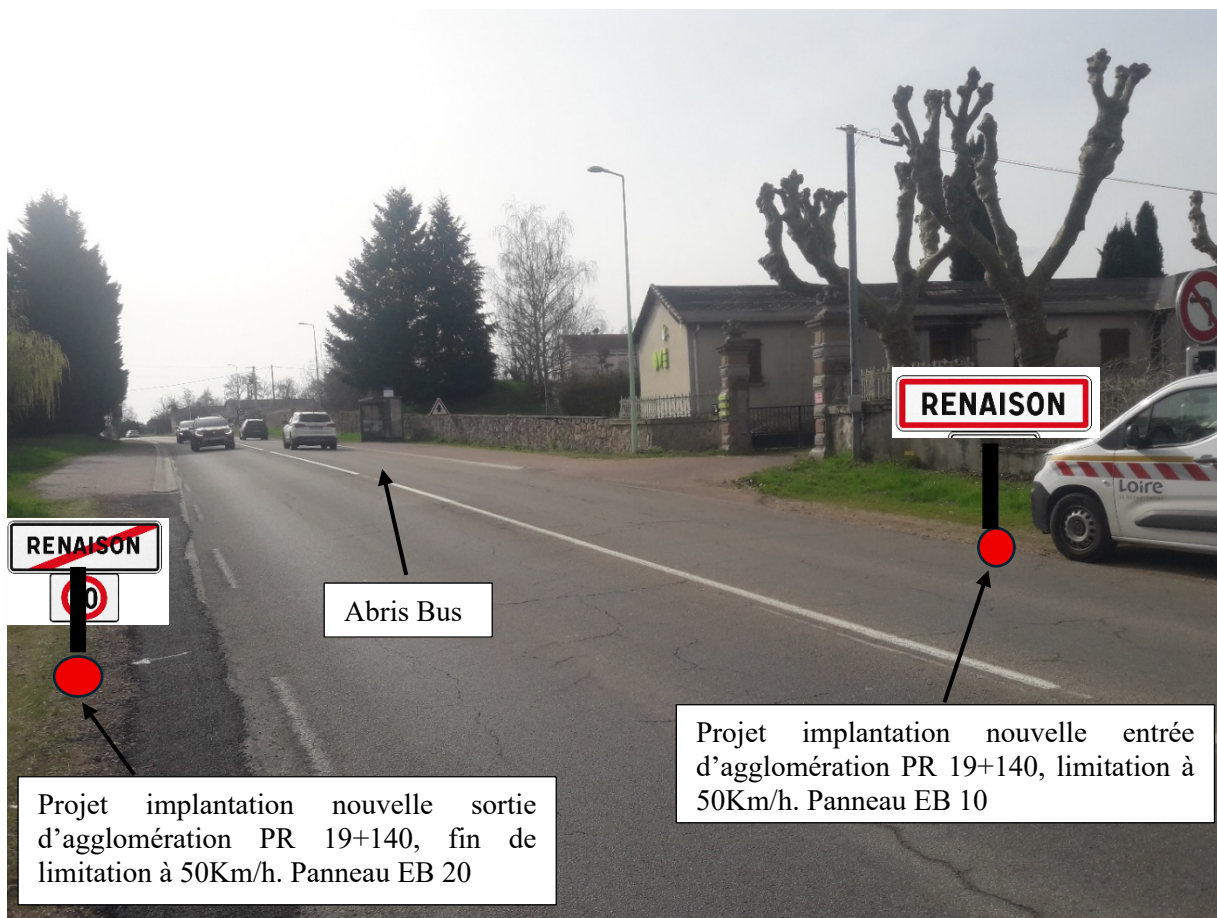 RENAISON
LOIRE
RENAISON
Abris Bus
Projet implantation nouvelle entrée
d’agglomération PR 19+140, limitation à
50Km/h. Panneau EB 10
Projet implantation nouvelle sortie
d’agglomération PR 19+140, fin de
limitation à 50Km/h. Panneau EB 20